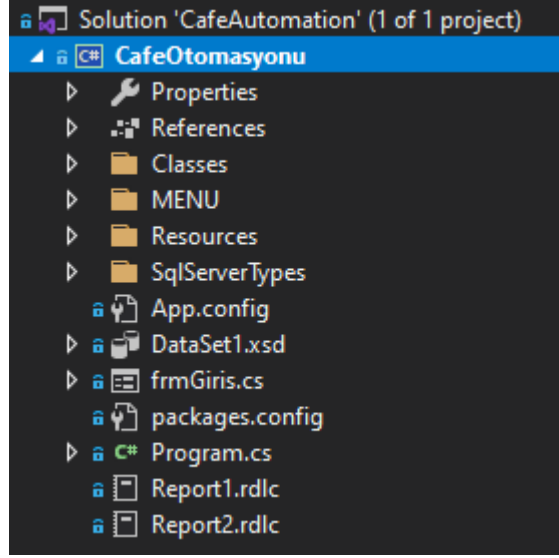 Solution 'CafeAutomation' (1 of 1 project)
C# CafeOtomasyonu
Properties
References
Classes
MENU
Resources
SqlServerTypes
App.config
DataSet1.xsd
frmGiris.cs
packages.config
C# Program.cs
Report1.rdlc
Report2.rdlc